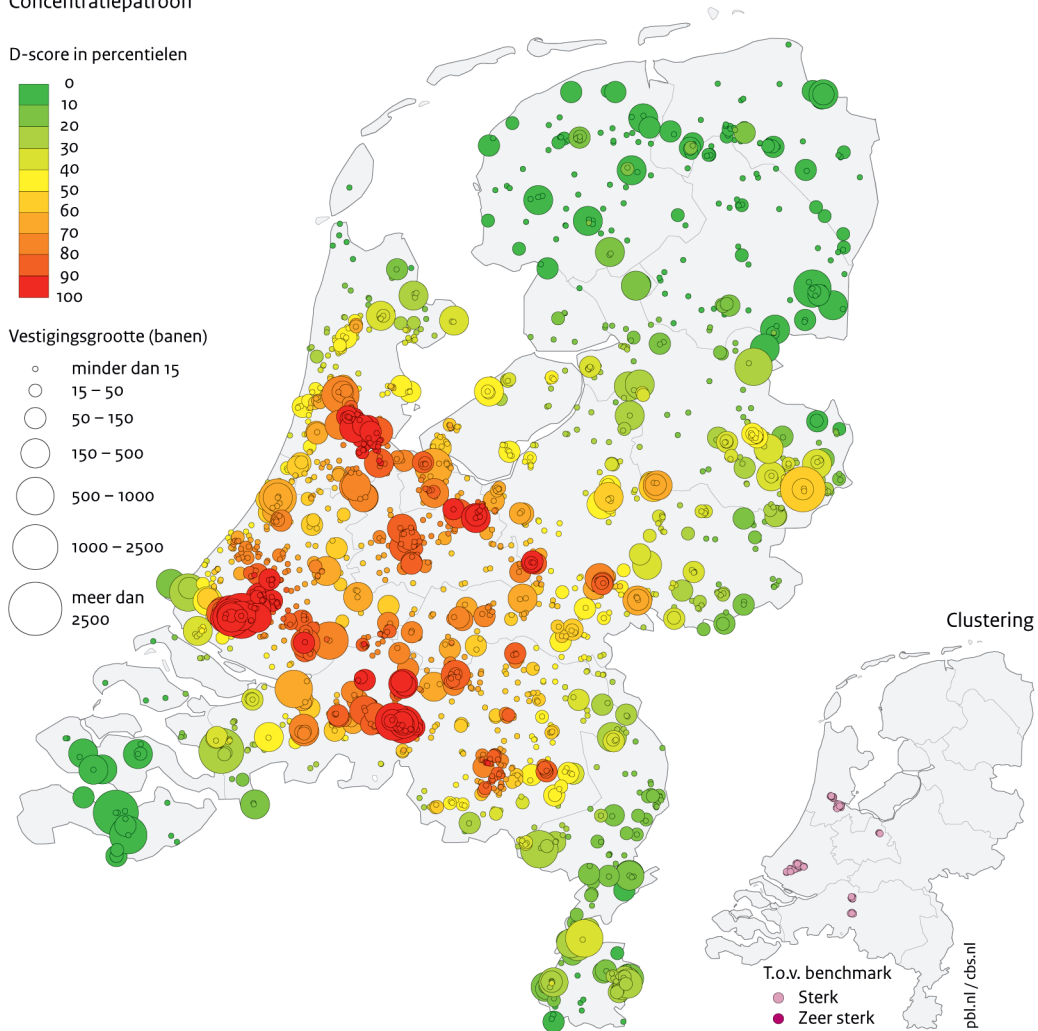 Concentratiepatroon
D-score in percentielen
0
10
20
30
40
50
60
70
80
90
100
Vestigingsgrootte (banen)
minder dan 15
15 – 50
50 – 150
150 – 500
500 – 1000
1000 – 2500
meer dan
2500
Clustering
T.o.v. benchmark
Sterk
Zeer sterk
pbl.nl / cbs.nl